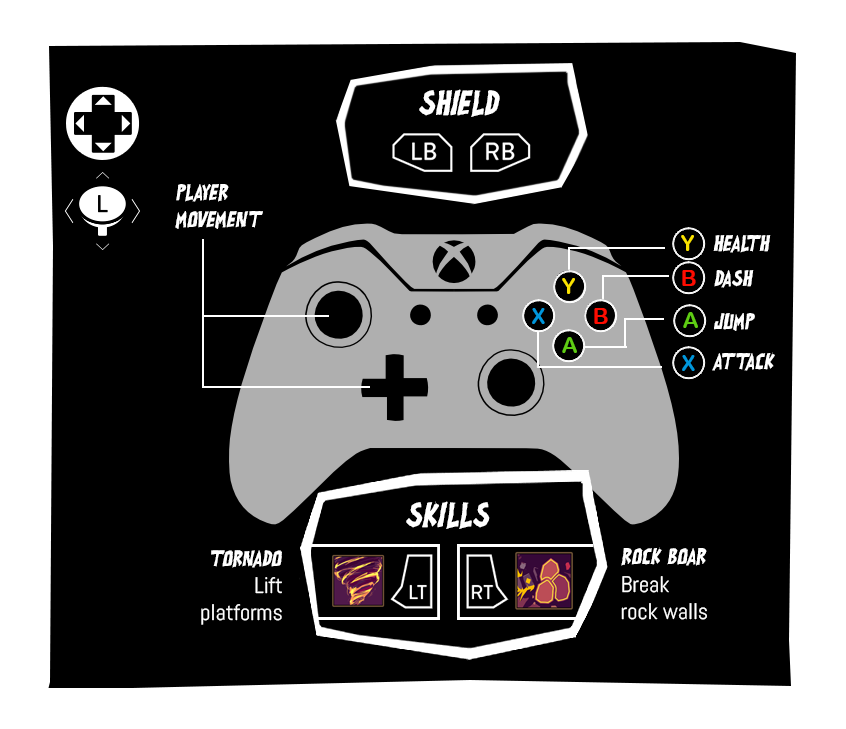 SHIELD
LB RB
L
PLAYER
MOVEMENT
Y HEALTH
B DASH
A JUMP
X ATTACK
Y
X B
A
SKILLS
TORNADO
Lift
platforms
LT RT
ROCK BOAR
Break
rock walls